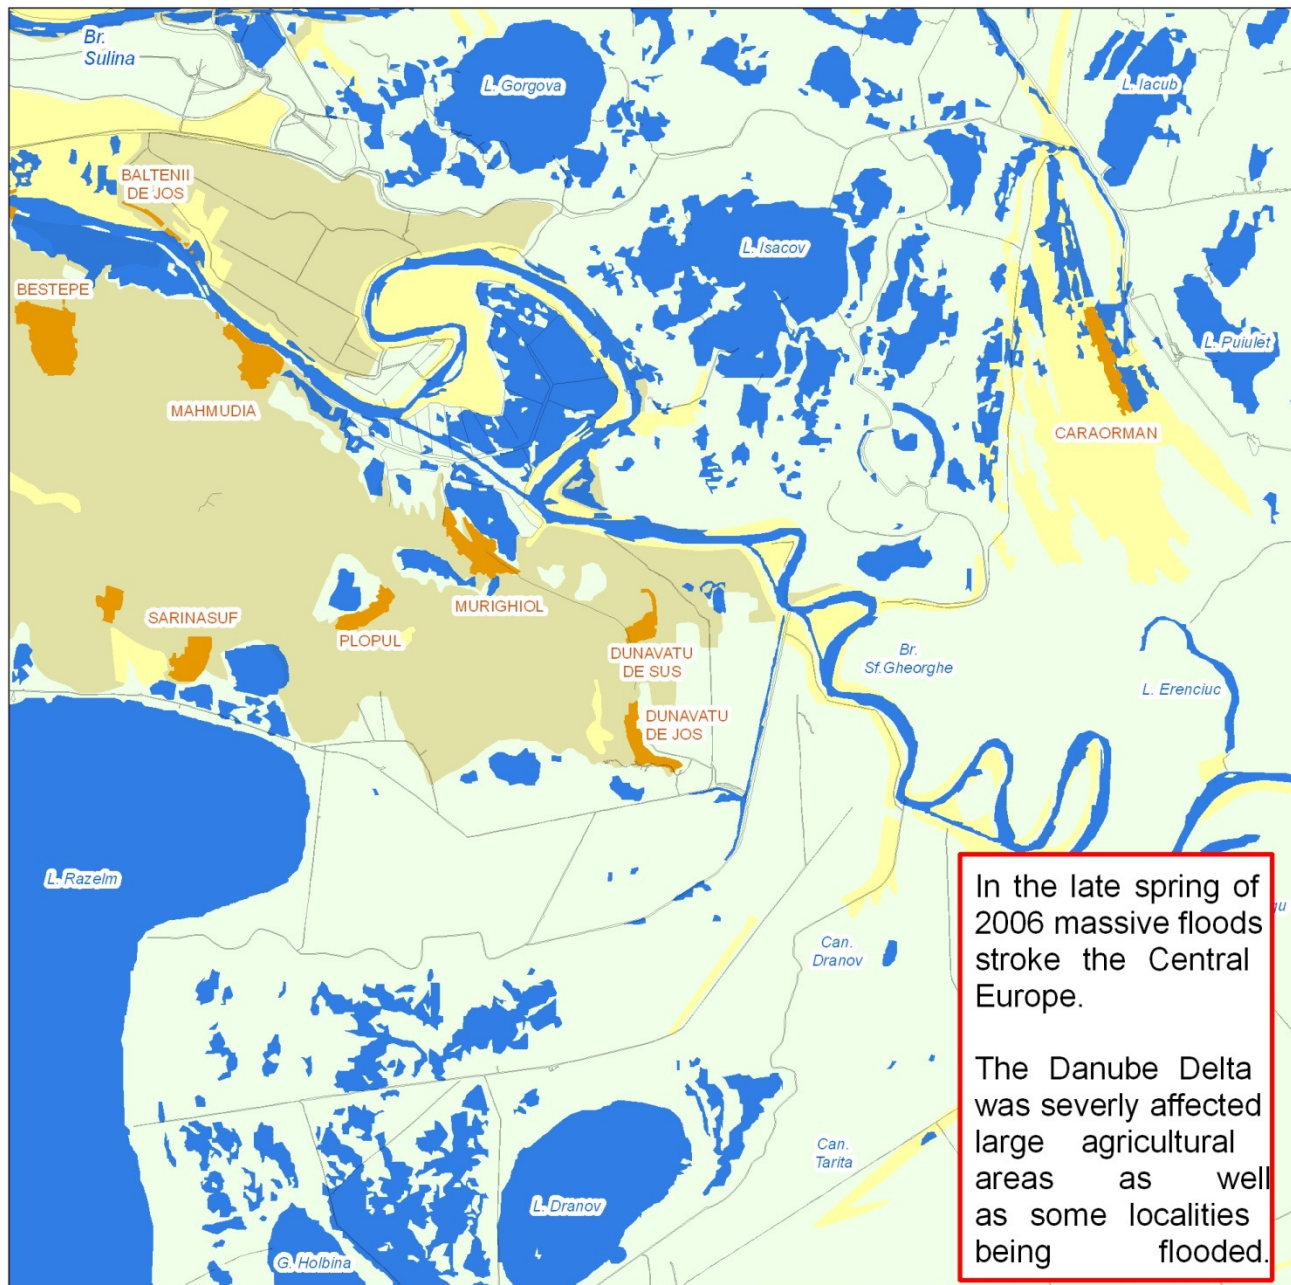 Br.
Sulina
L. Gorgova
L. Iacub
BALTENII
DE JOS
L. Isacov
BESTEPE
L. Puiulet
MAHMUDIA
CARAORMAN
SARINASUF
PLOPUL
MURIGHIOL
DUNAVATU
DE SUS
Br.
Sf.Gheorghe
L. Erenciuc
DUNAVATU
DE JOS
L. Razelm
In the late spring of
2006 massive floods
stroke the Central
Europe.
The Danube Delta
was severly affected
large agricultural
areas as well
as some localities
being flooded.
Can.
Dranov
Can.
Tarita
L. Dranov
G. Holbina